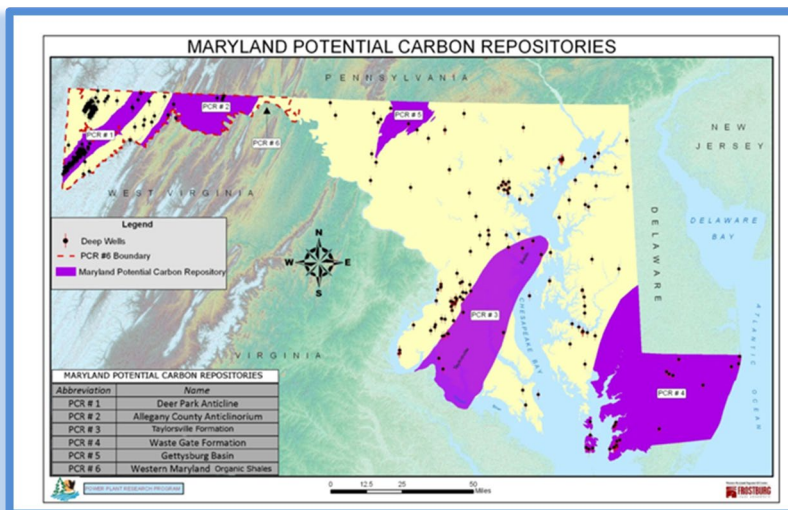 MARYLAND POTENTIAL CARBON REPOSITORIES
PENNSYLVANIA
PCR # 2
PCR # 5
PCR # 1
PCR # 6
NEW
JERSEY
WEST VIRGINIA
DELAWARE
DELAWARE
BAY
Legend
Deep Wells
PCR #6 Boundary
Maryland Potential Carbon Repository
N
W E
S
PCR # 3
CHESAPEAKE BAY
ATLANTIC OCEAN
VIRGINIA
PCR # 4
MARYLAND POTENTIAL CARBON REPOSITORIES
Abbreviation Name
PCR # 1 Deer Park Anticline
PCR # 2 Allegany County Anticlinorium
PCR # 3 Taylorsville Formation
PCR # 4 Waste Gate Formation
PCR # 5 Gettysburg Basin
PCR # 6 Western Maryland Organic Shales
POWER PLANT RESEARCH PROGRAM
0 12.5 25 50
Miles
FROSTBURG